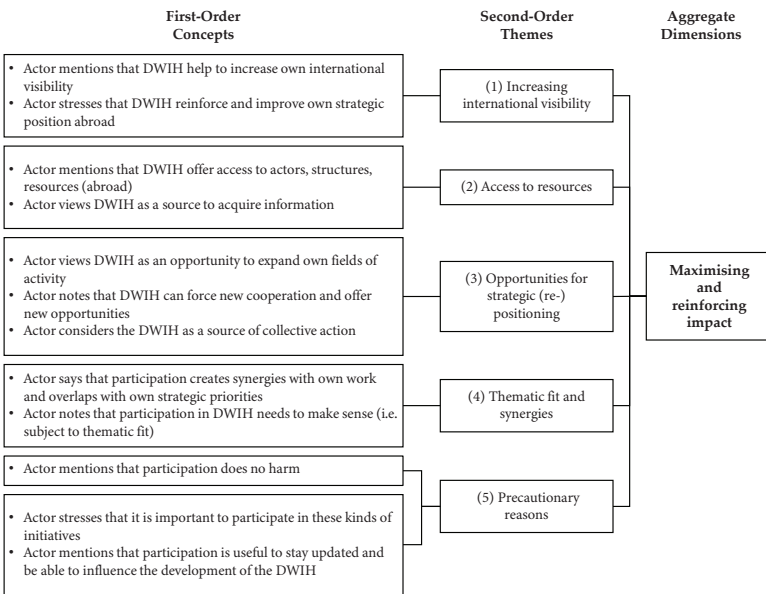 First-Order
Concepts
Second-Order
Themes
Aggregate
Dimensions
• Actor mentions that DWIH help to increase own international
visibility
• Actor stresses that DWIH reinforce and improve own strategic
position abroad
(1) Increasing
international visibility
• Actor mentions that DWIH offer access to actors, structures,
resources (abroad)
• Actor views DWIH as a source to acquire information
(2) Access to resources
• Actor views DWIH as an opportunity to expand own fields of
activity
• Actor notes that DWIH can force new cooperation and offer
new opportunities
• Actor considers the DWIH as a source of collective action
(3) Opportunities for
strategic (re-)
positioning
Maximising
and
reinforcing
impact
• Actor says that participation creates synergies with own work
and overlaps with own strategic priorities
• Actor notes that participation in DWIH needs to make sense (i.e.
subject to thematic fit)
(4) Thematic fit and
synergies
• Actor mentions that participation does no harm
• Actor stresses that it is important to participate in these kinds of
initiatives
• Actor mentions that participation is useful to stay updated and
be able to influence the development of the DWIH
(5) Precautionary
reasons